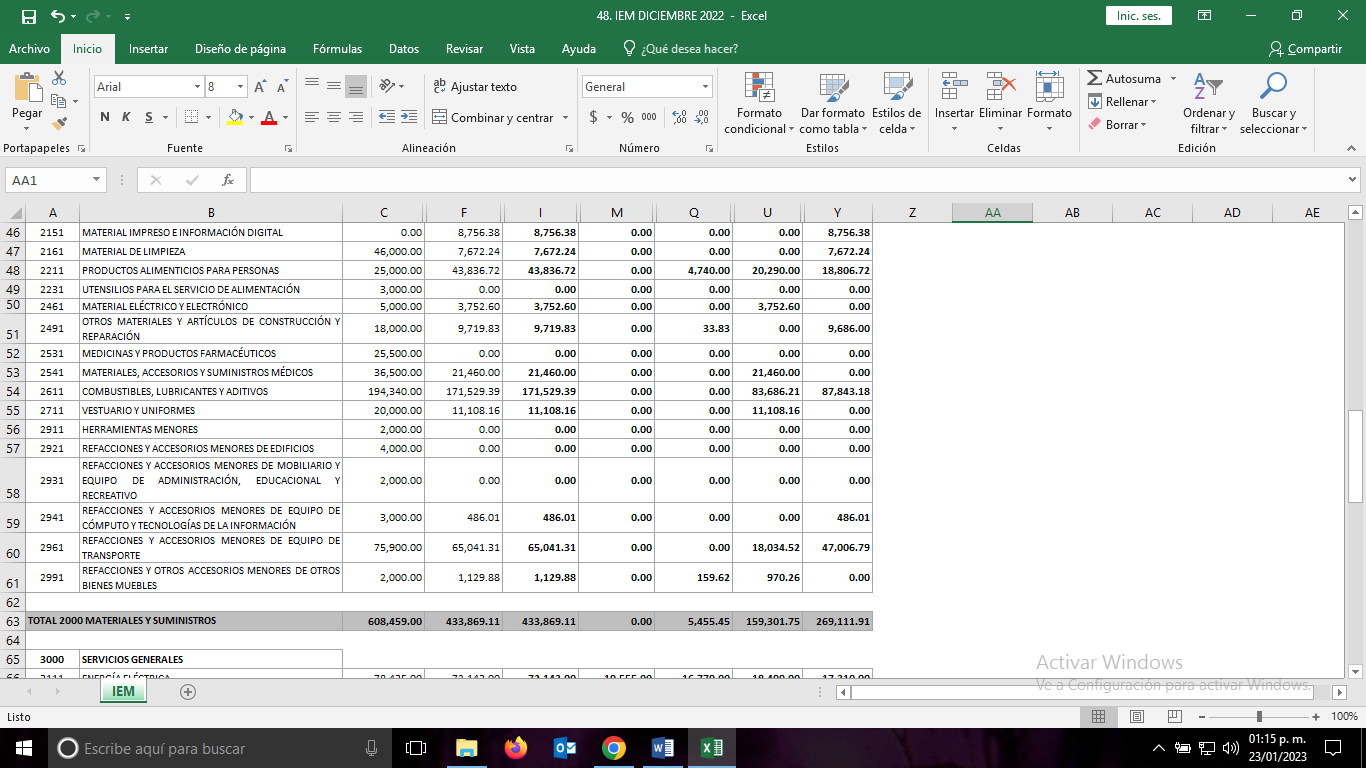 48. IEM DICIEMBRE 2022 - Excel
Inic. ses.
Archivo Inicio Insertar Diseño de página Fórmulas Datos Revisar Vista Ayuda ¿Qué desea hacer? Compartir
Pegar
Arial 8
N K S
Ajustar texto
Combinar y centrar
General
$ % 000
Formato condicional
Dar formato como tabla
Estilos de celda
Insertar Eliminar Formato
Autosuma
Rellenar
Borrar
Ordenar y filtrar
Buscar y seleccionar
Portapapeles Fuente Alineación Número Estilos Celdas Edición
AA1 fx
A B C F I M Q U Y Z AA AB AC AD AE
46 2151 MATERIAL IMPRESO E INFORMACIÓN DIGITAL 0.00 8,756.38 8,756.38 0.00 0.00 0.00 8,756.38
47 2161 MATERIAL DE LIMPIEZA 46,000.00 7,672.24 7,672.24 0.00 0.00 0.00 7,672.24
48 2211 PRODUCTOS ALIMENTICIOS PARA PERSONAS 25,000.00 43,836.72 43,836.72 0.00 4,740.00 20,290.00 18,806.72
49 2231 UTENSILIOS PARA EL SERVICIO DE ALIMENTACIÓN 3,000.00 0.00 0.00 0.00 0.00 0.00 0.00
50 2461 MATERIAL ELÉCTRICO Y ELECTRÓNICO 5,000.00 3,752.60 3,752.60 0.00 0.00 3,752.60 0.00
51 2491 OTROS MATERIALES Y ARTÍCULOS DE CONSTRUCCIÓN Y
REPARACIÓN 18,000.00 9,719.83 9,719.83 0.00 33.83 0.00 9,686.00
52 2531 MEDICINAS Y PRODUCTOS FARMACÉUTICOS 25,500.00 0.00 0.00 0.00 0.00 0.00 0.00
53 2541 MATERIALES, ACCESORIOS Y SUMINISTROS MÉDICOS 36,500.00 21,460.00 21,460.00 0.00 0.00 21,460.00 0.00
54 2611 COMBUSTIBLES, LUBRICANTES Y ADITIVOS 194,340.00 171,529.39 171,529.39 0.00 0.00 83,686.21 87,843.18
55 2711 VESTUARIO Y UNIFORMES 20,000.00 11,108.16 11,108.16 0.00 0.00 11,108.16 0.00
56 2911 HERRAMIENTAS MENORES 2,000.00 0.00 0.00 0.00 0.00 0.00 0.00
57 2921 REFACCIONES Y ACCESORIOS MENORES DE EDIFICIOS 4,000.00 0.00 0.00 0.00 0.00 0.00 0.00
58 2931 REFACCIONES Y ACCESORIOS MENORES DE MOBILIARIO Y
EQUIPO DE ADMINISTRACIÓN, EDUCACIONAL Y
RECREATIVO 2,000.00 0.00 0.00 0.00 0.00 0.00 0.00
59 2941 REFACCIONES Y ACCESORIOS MENORES DE EQUIPO DE
CÓMPUTO Y TECNOLOGÍAS DE LA INFORMACIÓN 3,000.00 486.01 486.01 0.00 0.00 0.00 486.01
60 2961 REFACCIONES Y ACCESORIOS MENORES DE EQUIPO DE
TRANSPORTE 75,900.00 65,041.31 65,041.31 0.00 0.00 18,034.52 47,006.79
61 2991 REFACCIONES Y OTROS ACCESORIOS MENORES DE OTROS
BIENES MUEBLES 2,000.00 1,129.88 1,129.88 0.00 159.62 970.26 0.00
62
63 TOTAL 2000 MATERIALES Y SUMINISTROS 608,459.00 433,869.11 433,869.11 0.00 5,455.45 159,301.75 269,111.91
64
65 3000 SERVICIOS GENERALES
Activar Windows
Ve a Configuración para activar Windows.
IEM
Listo 100%
Escribe aquí para buscar
01:15 p. m.
23/01/2023